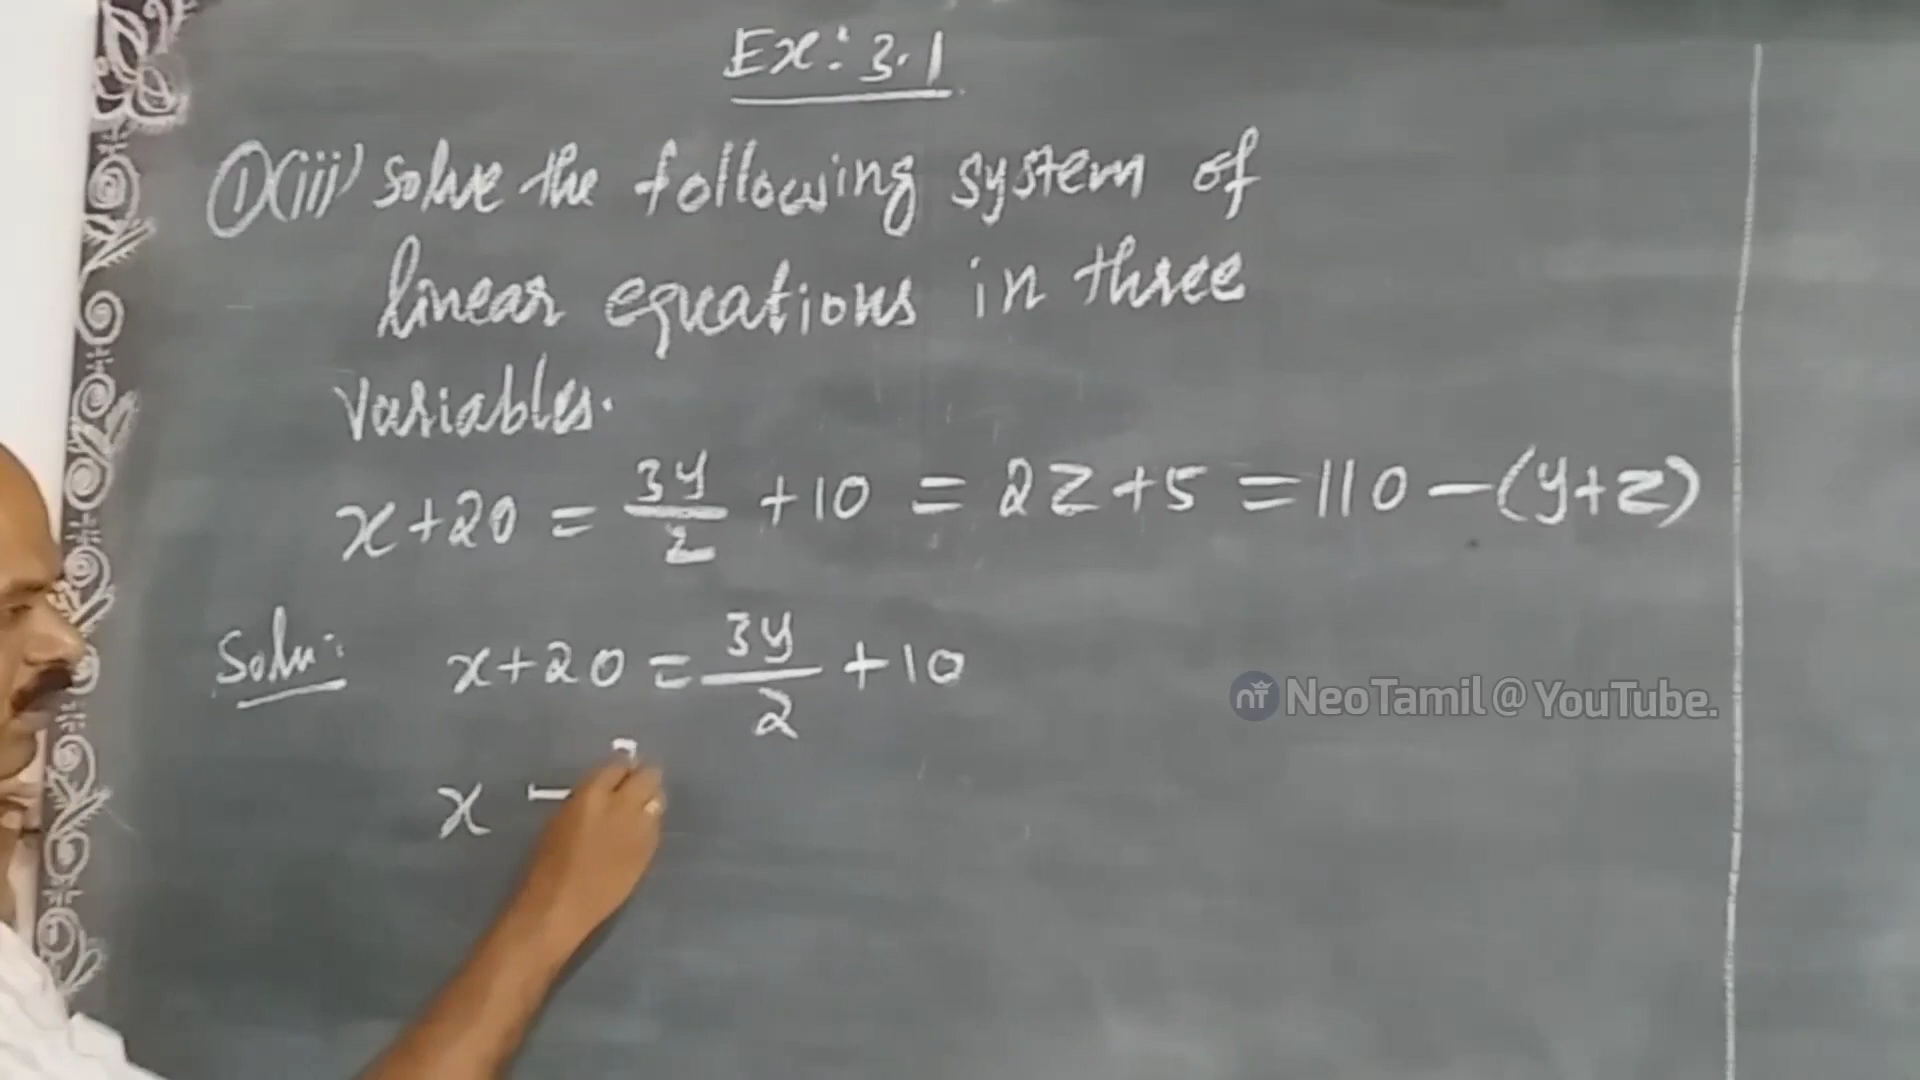 Ex: 3.1
①(iii) Solve the following system of
linear equations in three
variables.
x+20 = 3y/2 +10 = 2z+5 = 110-(y+z)
Soln: x+20 = 3y/2 +10
NT NeoTamil @ YouTube.
x -